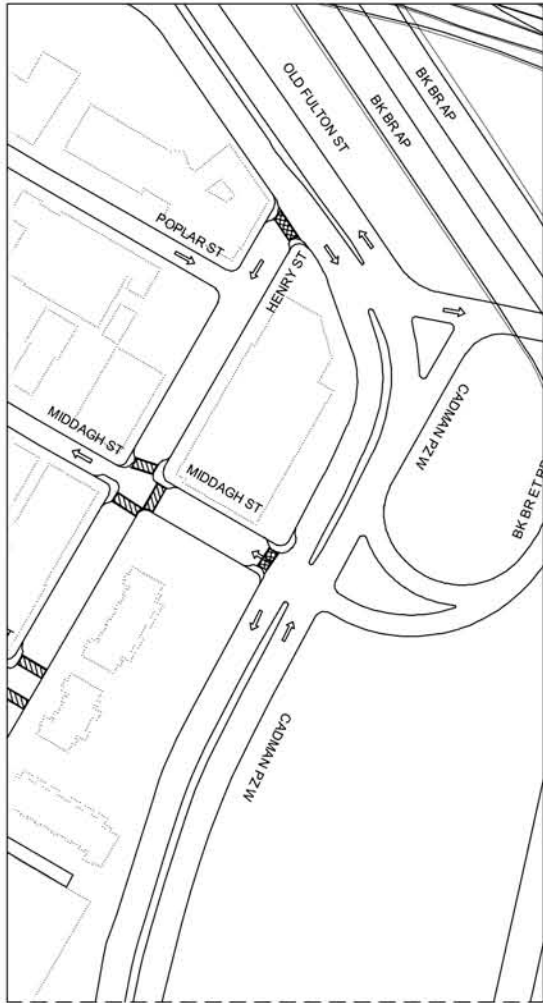 OLD FULTON ST
BK BR AP
BK BR AP
POPLAR ST
HENRY ST
MIDDAGH ST
MIDDAGH ST
CADMAN PZ W
CADMAN PZ W